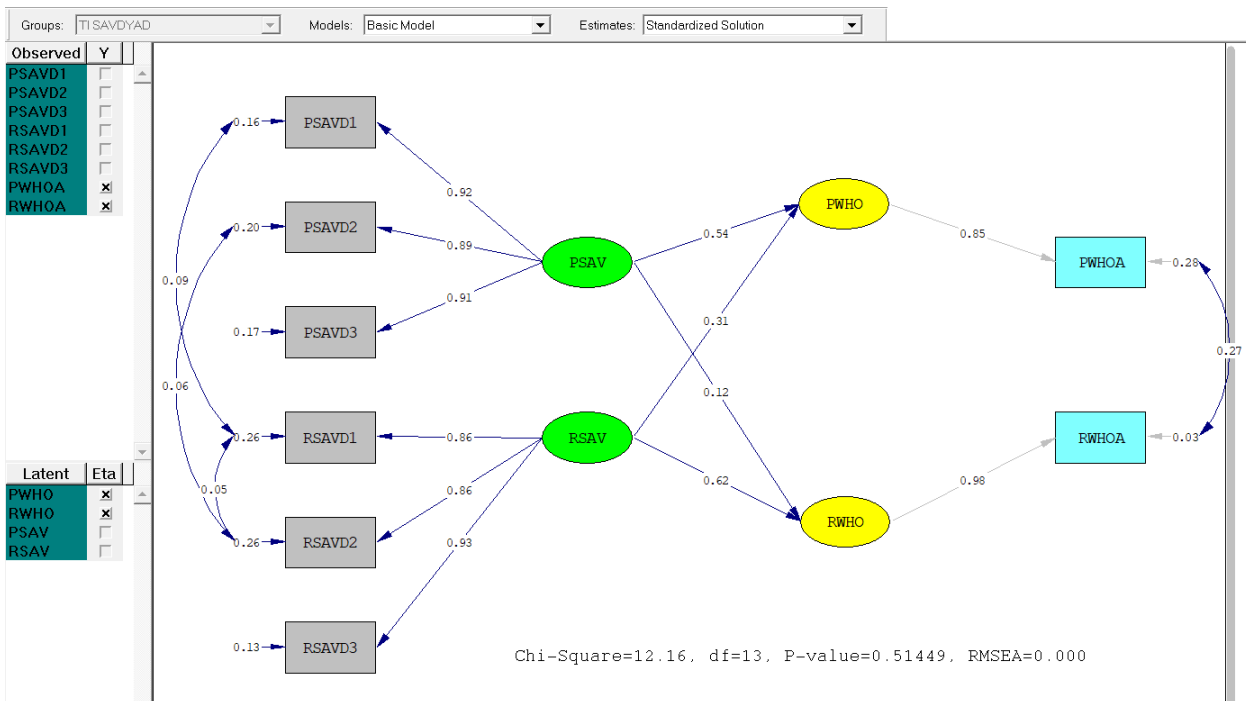 Groups: TI SAVDYAD Models: Basic Model Estimates: Standardized Solution
Observed Y
PSAVD1
PSAVD2
PSAVD3
RSAVD1
RSAVD2
RSAVD3
PWHOA
RWHOA
Latent Eta
PWHO
RWHO
PSAV
RSAV
0.16 PSAVD1
0.92
PWHO
0.20 PSAVD2
0.54
0.85
0.89
PSAV
PWHOA
0.28
0.09
0.91
0.17 PSAVD3
0.31
0.27
0.06
0.12
0.26 RSAVD1
0.86
RSAV
RWHOA
0.03
0.05
0.86
0.62
0.98
RWHO
0.26 RSAVD2
0.93
0.13 RSAVD3
Chi-Square=12.16, df=13, P-value=0.51449, RMSEA=0.000